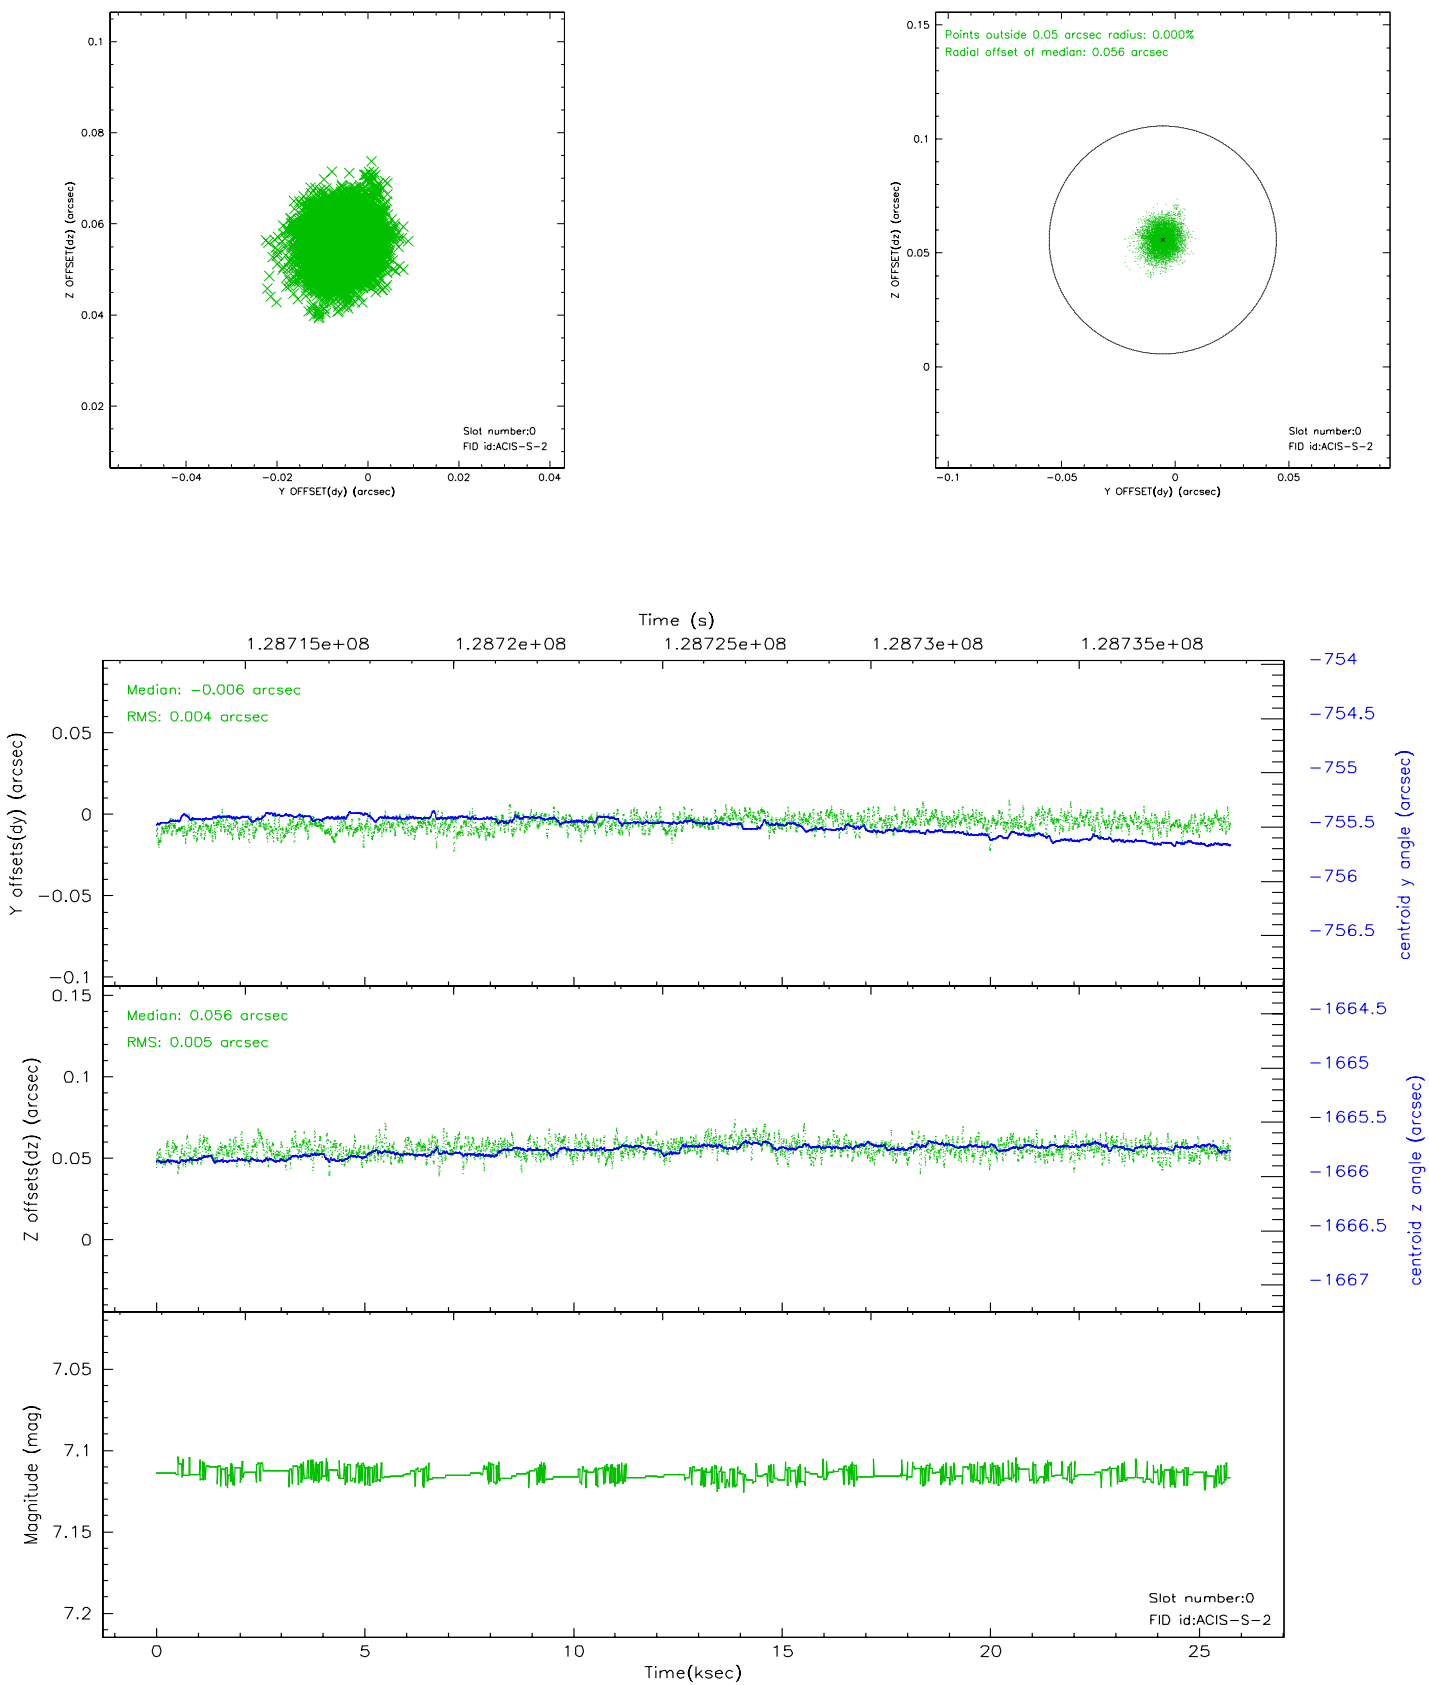 0.1
0.08
0.06
0.04
0.02
Z OFFSET(dz) (arcsec)
Slot number:0
FID id:ACIS-S-2
-0.04 -0.02 0 0.02 0.04
Y OFFSET(dy) (arcsec)
Points outside 0.05 arcsec radius: 0.000%
Radial offset of median: 0.056 arcsec
0.15
0.1
0.05
0
Z OFFSET(dz) (arcsec)
Slot number:0
FID id:ACIS-S-2
-0.1 -0.05 0 0.05
Y OFFSET(dy) (arcsec)
Time (s)
1.28715e+08 1.2872e+08 1.28725e+08 1.2873e+08 1.28735e+08
Median: -0.006 arcsec
RMS: 0.004 arcsec
0.05
0
-0.05
-0.1
Y offsets(dy) (arcsec)
-754
-754.5
-755
-755.5
-756
-756.5
centroid y angle (arcsec)
Median: 0.056 arcsec
RMS: 0.005 arcsec
0.15
0.1
0.05
0
Z offsets(dz) (arcsec)
-1664.5
-1665
-1665.5
-1666
-1666.5
-1667
centroid z angle (arcsec)
7.05
7.1
7.15
7.2
Magnitude (mag)
Slot number:0
FID id:ACIS-S-2
0 5 10 15 20 25
Time(ksec)